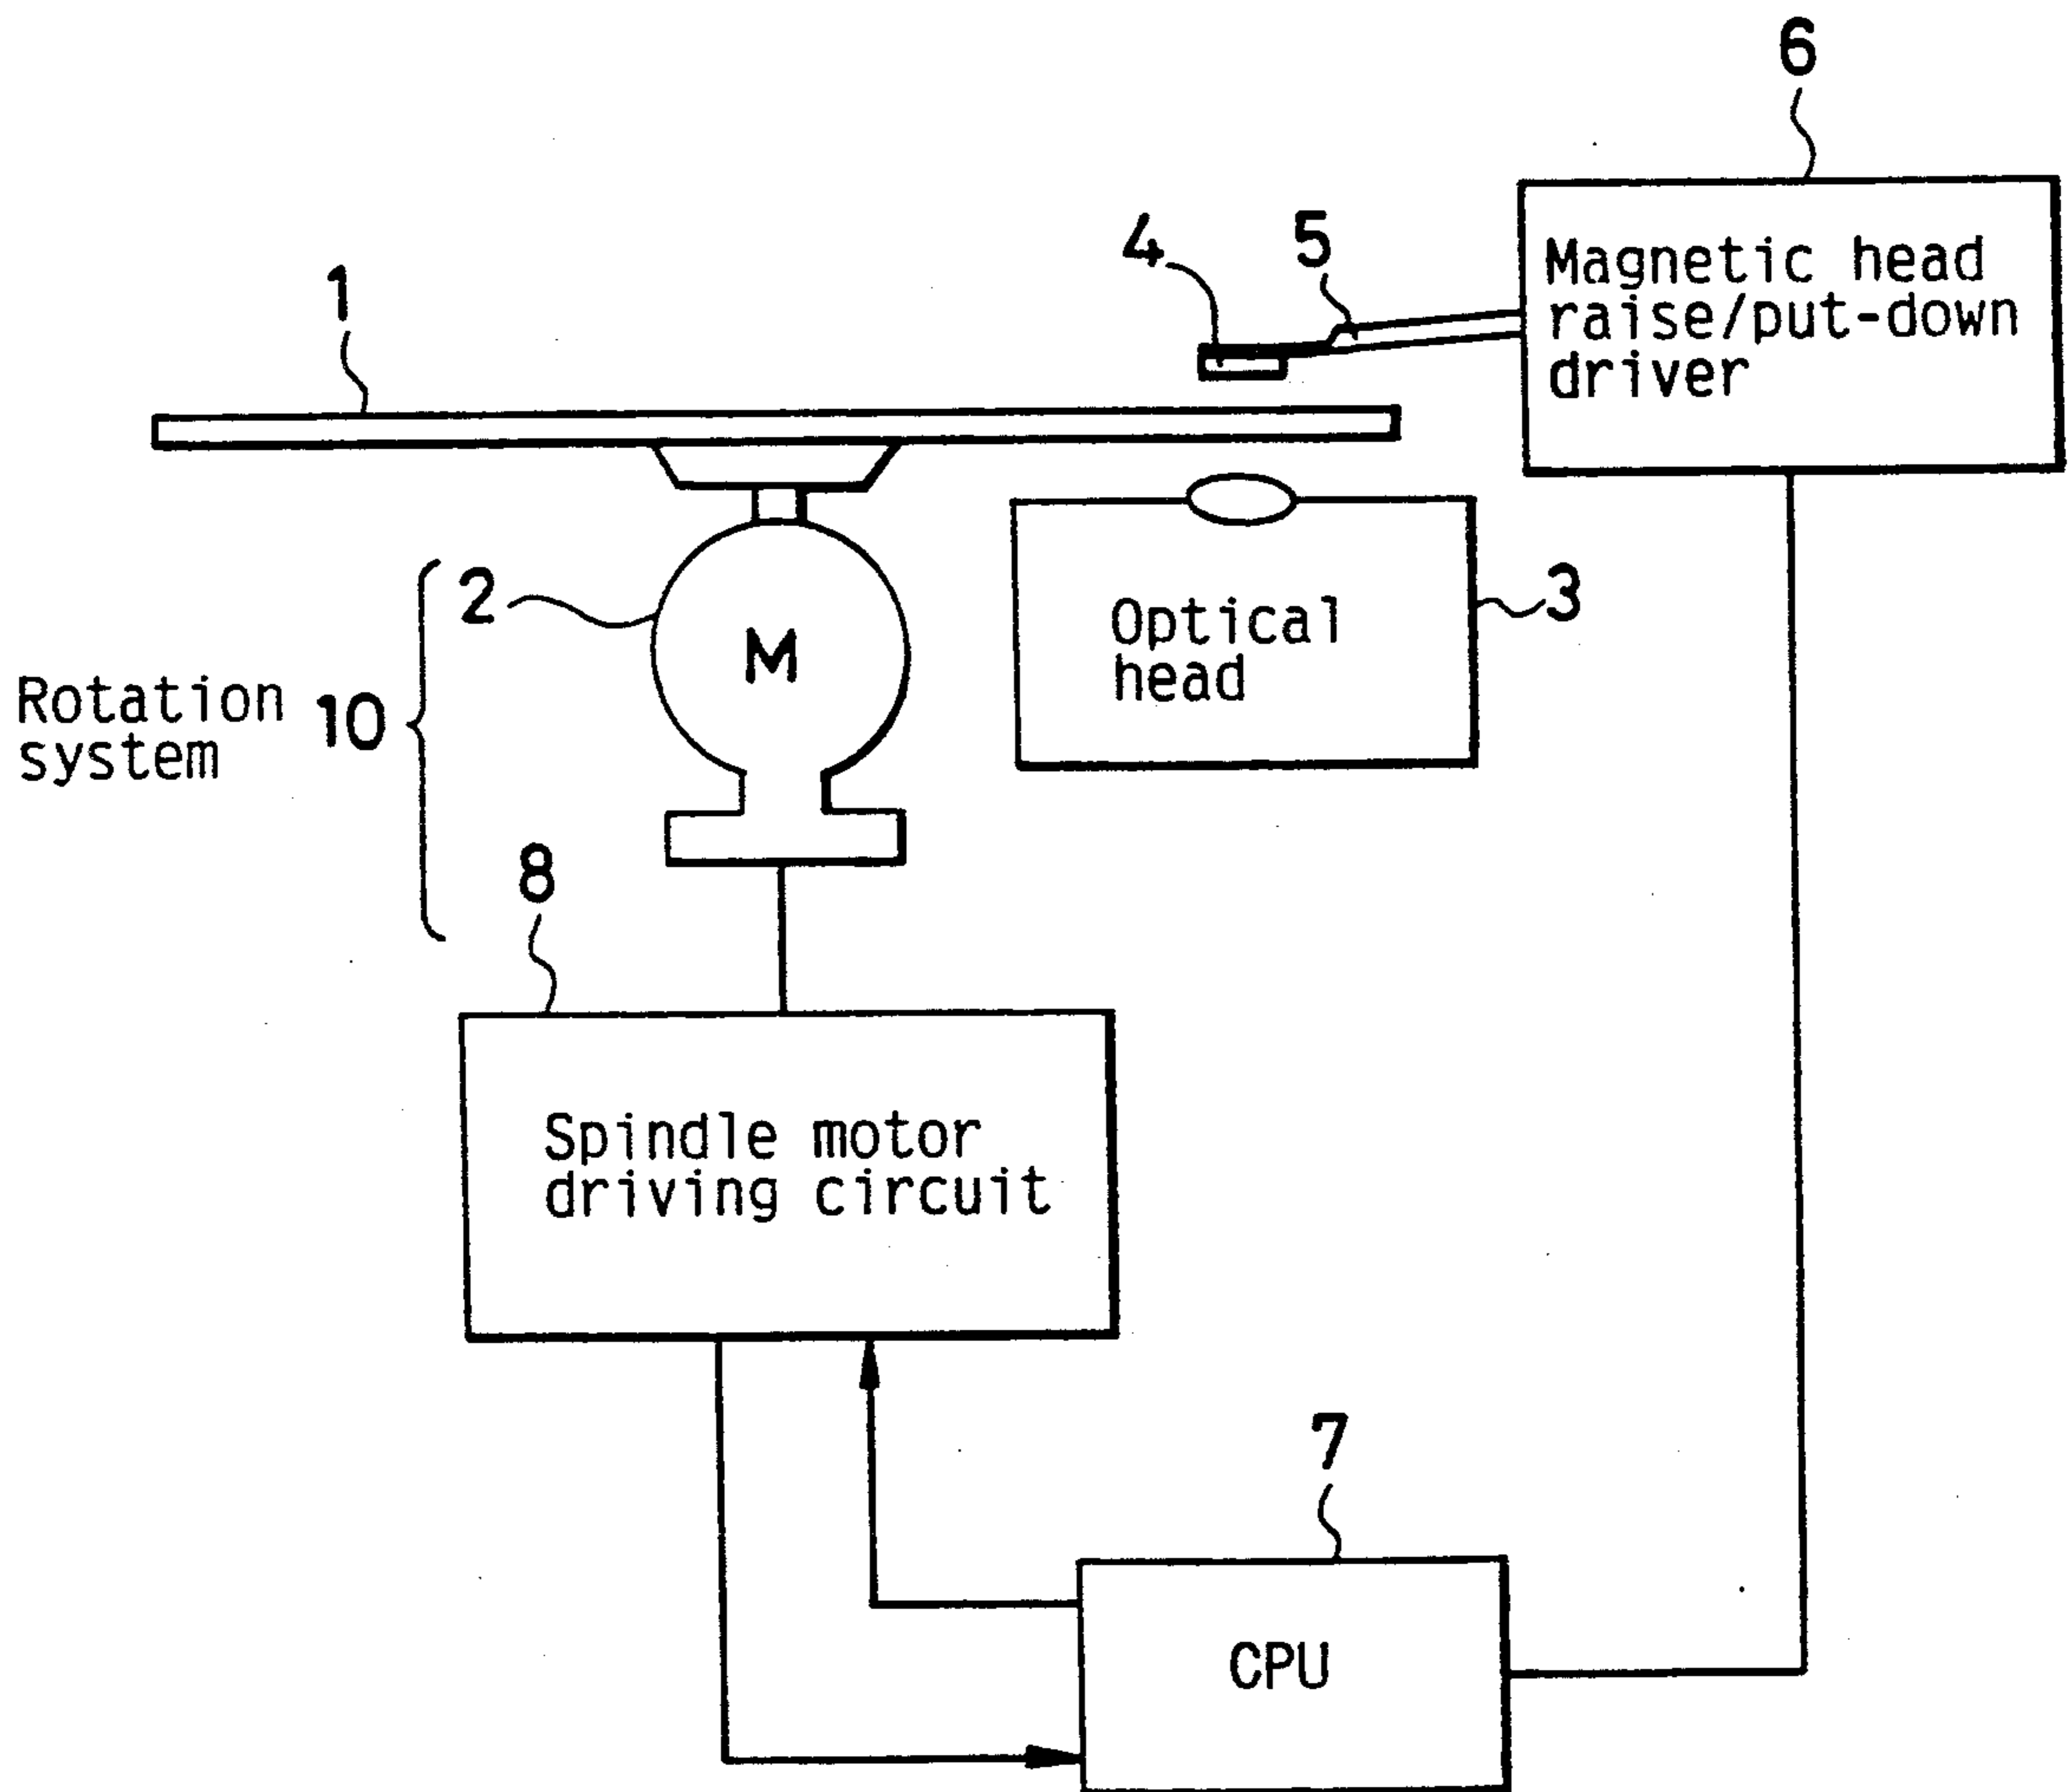 6
4
5
Magnetic head
raise/put-down
driver
1
2
M
Optical
head
3
Rotation
system
10
8
Spindle motor
driving circuit
7
CPU